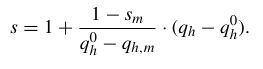 s = 1 + \frac{1 - s_m}{q_h^0 - q_{h,m}} \cdot (q_h - q_h^0).